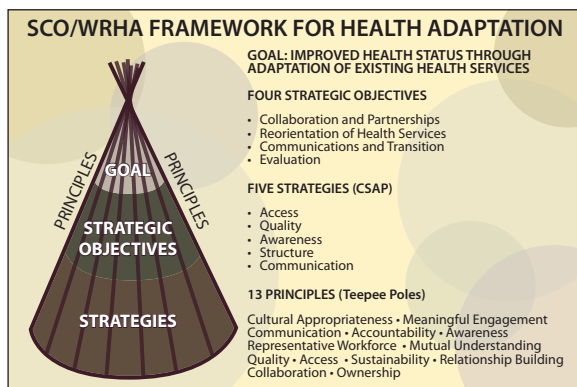 SCO/WRHA FRAMEWORK FOR HEALTH ADAPTATION
PRINCIPLES
PRINCIPLES
GOAL
STRATEGIC
OBJECTIVES
STRATEGIES
GOAL: IMPROVED HEALTH STATUS THROUGH
ADAPTATION OF EXISTING HEALTH SERVICES
FOUR STRATEGIC OBJECTIVES
• Collaboration and Partnerships
• Reorientation of Health Services
• Communications and Transition
• Evaluation
FIVE STRATEGIES (CSAP)
• Access
• Quality
• Awareness
• Structure
• Communication
13 PRINCIPLES (Teepee Poles)
Cultural Appropriateness • Meaningful Engagement
Communication • Accountability • Awareness
Representative Workforce • Mutual Understanding
Quality • Access • Sustainability • Relationship Building
Collaboration • Ownership